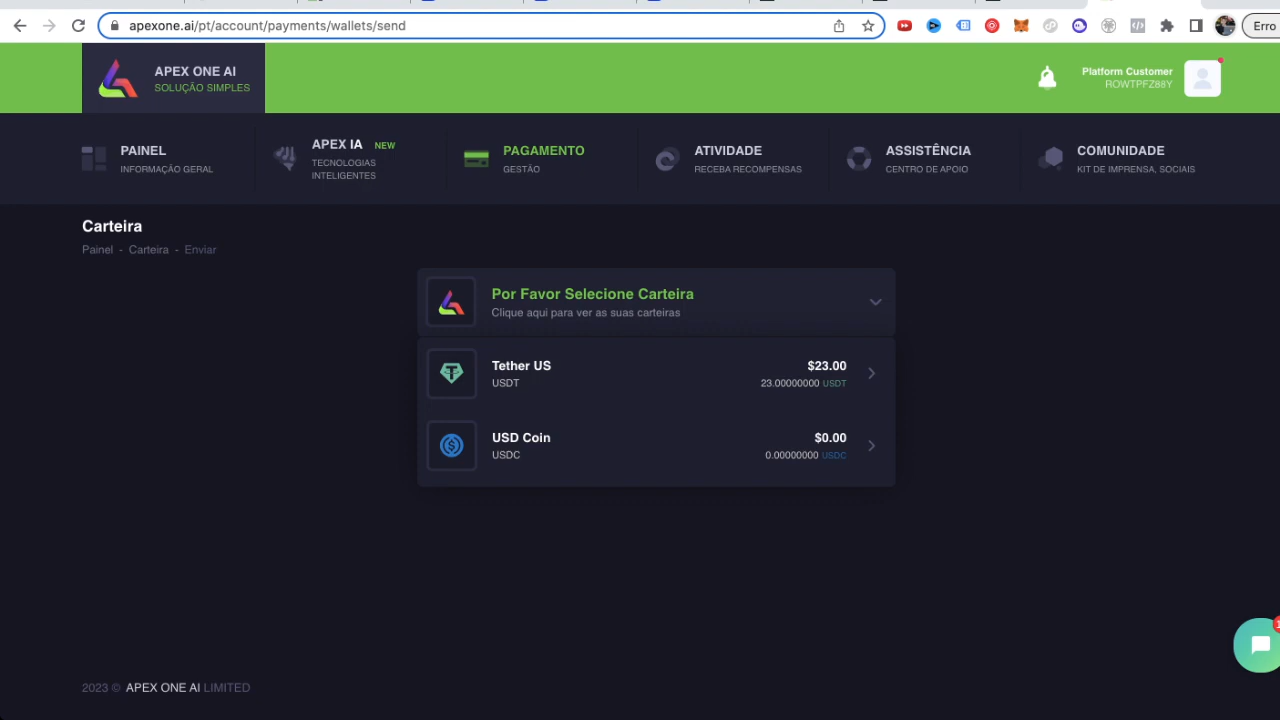 apexone.ai/pt/account/payments/wallets/send
Erro
APEX ONE AI
SOLUÇÃO SIMPLES
Platform Customer
ROWTPFZ88Y
PAINEL
INFORMAÇÃO GERAL
APEX IA NEW
TECNOLOGIAS
INTELIGENTES
PAGAMENTO
GESTÃO
ATIVIDADE
RECEBA RECOMPENSAS
ASSISTÊNCIA
CENTRO DE APOIO
COMUNIDADE
KIT DE IMPRENSA, SOCIAIS
Carteira
Painel - Carteira - Enviar
Por Favor Selecione Carteira
Clique aqui para ver as suas carteiras
Tether US
USDT
$23.00
23.00000000 USDT
USD Coin
USDC
$0.00
0.00000000 USDC
1
2023 © APEX ONE AI LIMITED